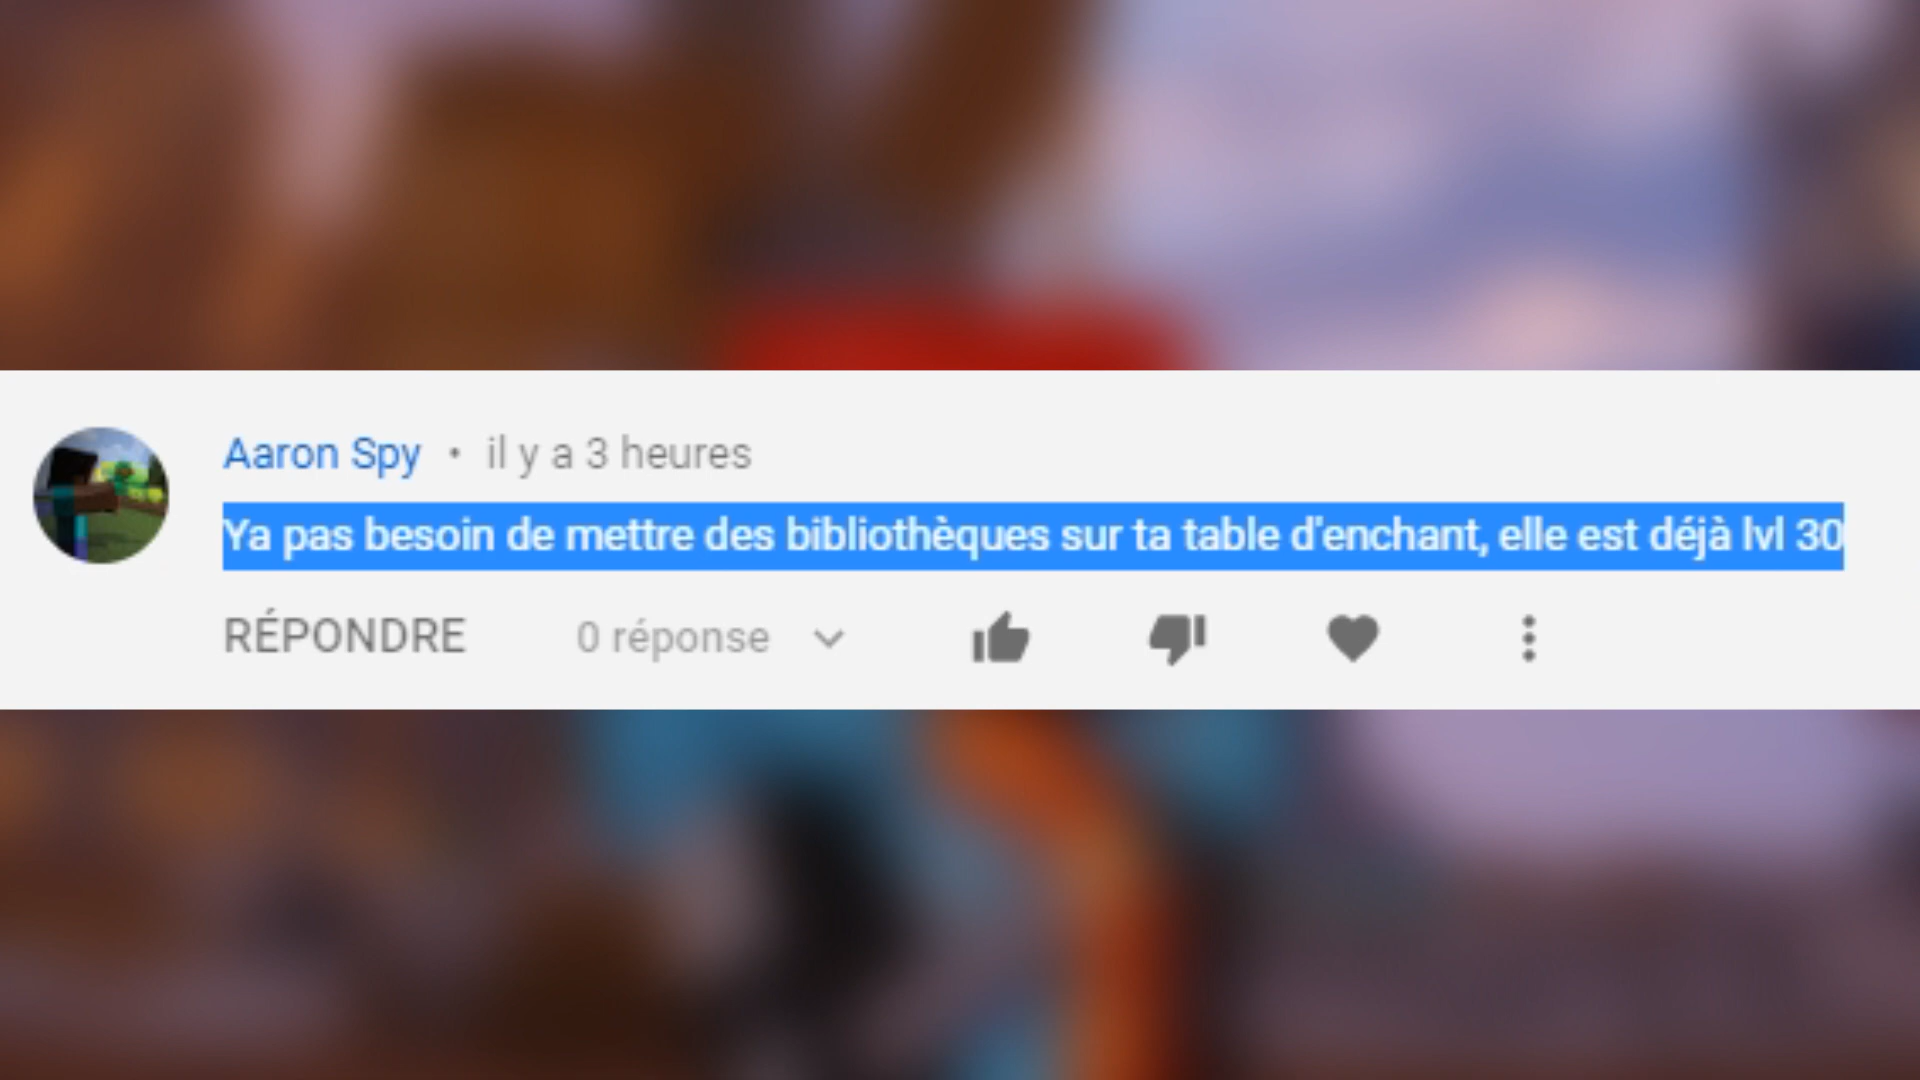 Aaron Spy • il y a 3 heures
Ya pas besoin de mettre des bibliothèques sur ta table d'enchant, elle est déjà lvl 30
RÉPONDRE 0 réponse